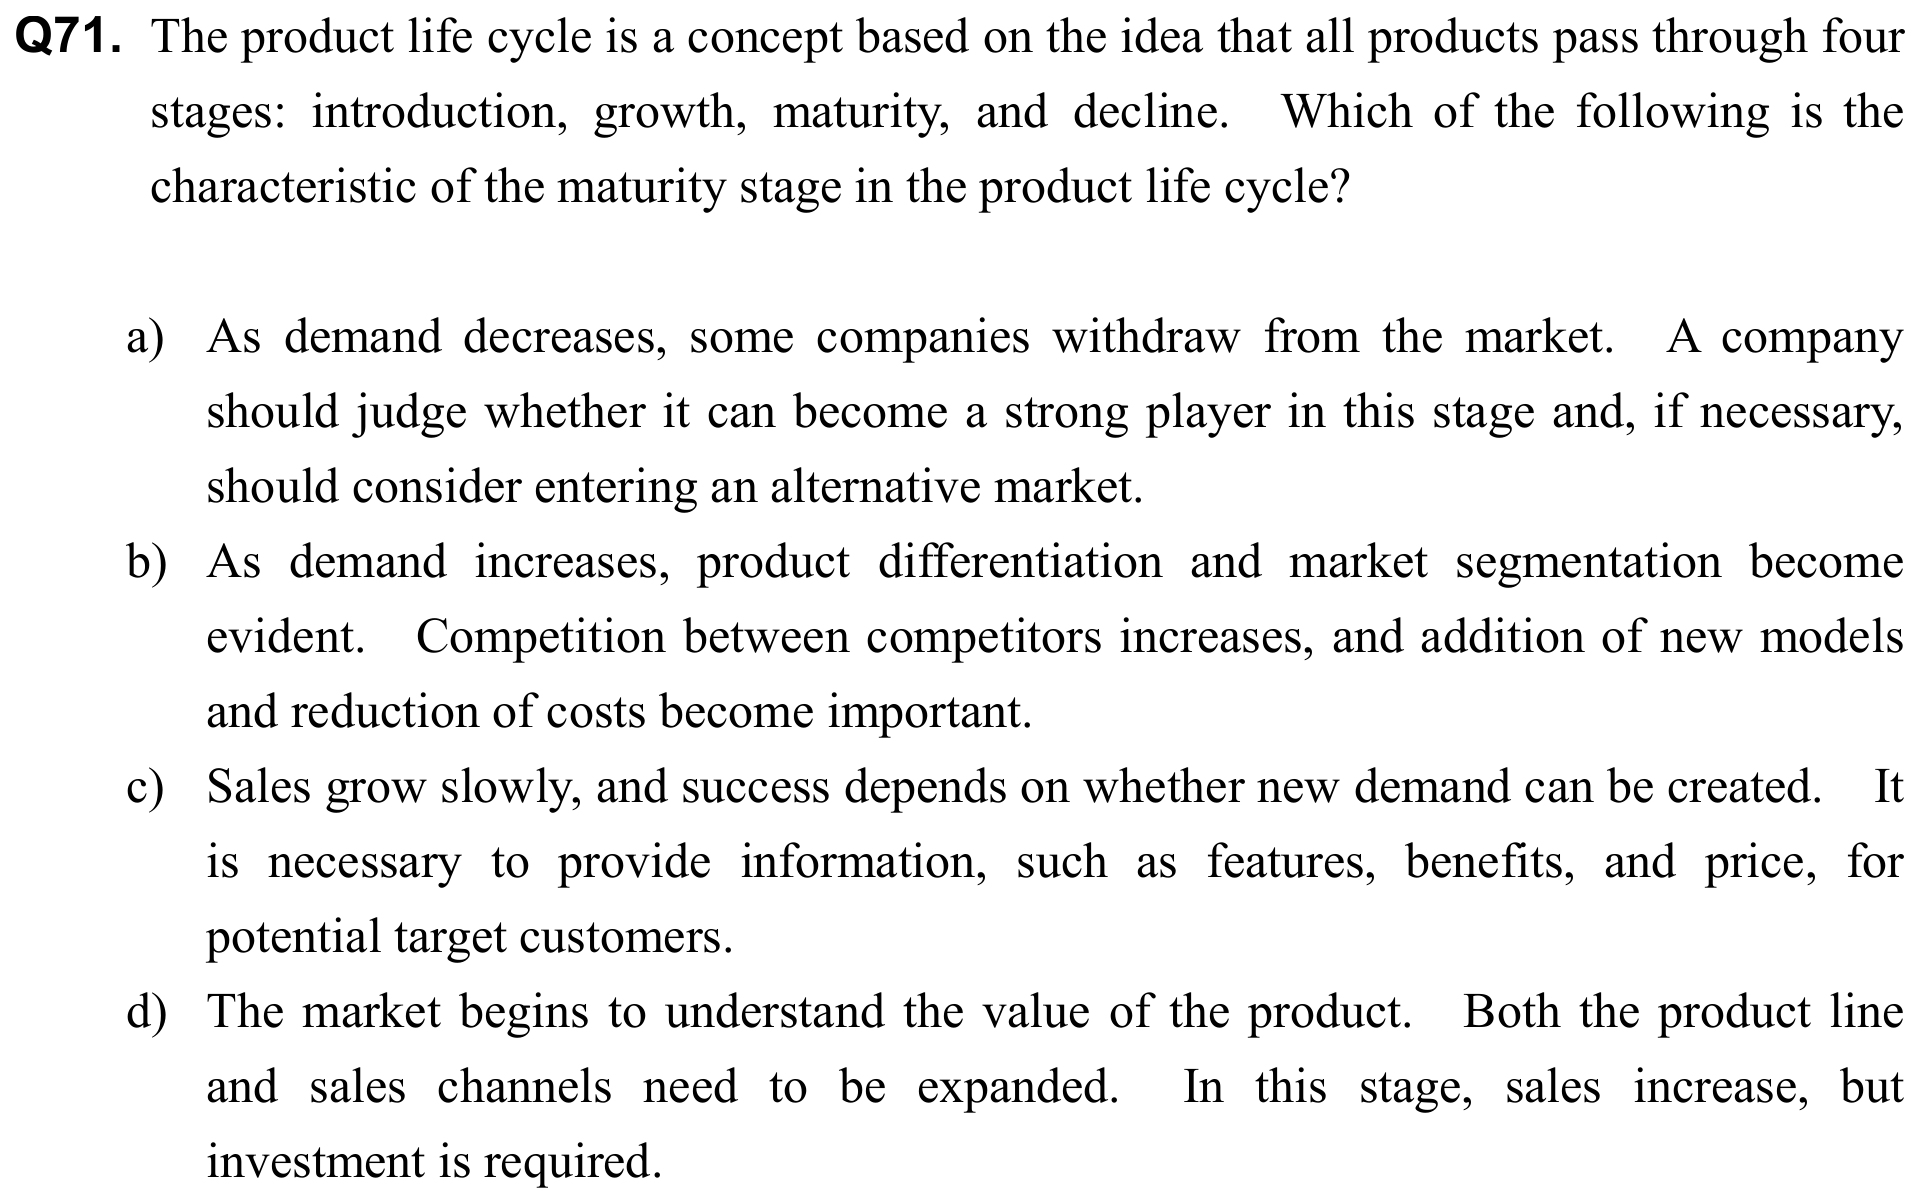 Q71. The product life cycle is a concept based on the idea that all products pass through four
stages: introduction, growth, maturity, and decline. Which of the following is the
characteristic of the maturity stage in the product life cycle?
a) As demand decreases, some companies withdraw from the market. A company
should judge whether it can become a strong player in this stage and, if necessary,
should consider entering an alternative market.
b) As demand increases, product differentiation and market segmentation become
evident. Competition between competitors increases, and addition of new models
and reduction of costs become important.
c) Sales grow slowly, and success depends on whether new demand can be created. It
is necessary to provide information, such as features, benefits, and price, for
potential target customers.
d) The market begins to understand the value of the product. Both the product line
and sales channels need to be expanded. In this stage, sales increase, but
investment is required.